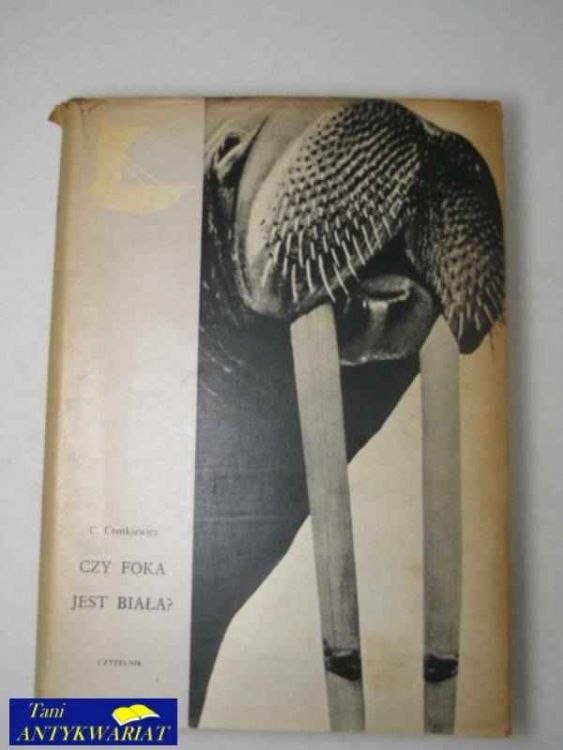 C. Centkiewicz
CZY FOKA
JEST BIAŁA?
CZYTELNIK
Tani
ANTYKWARIAT